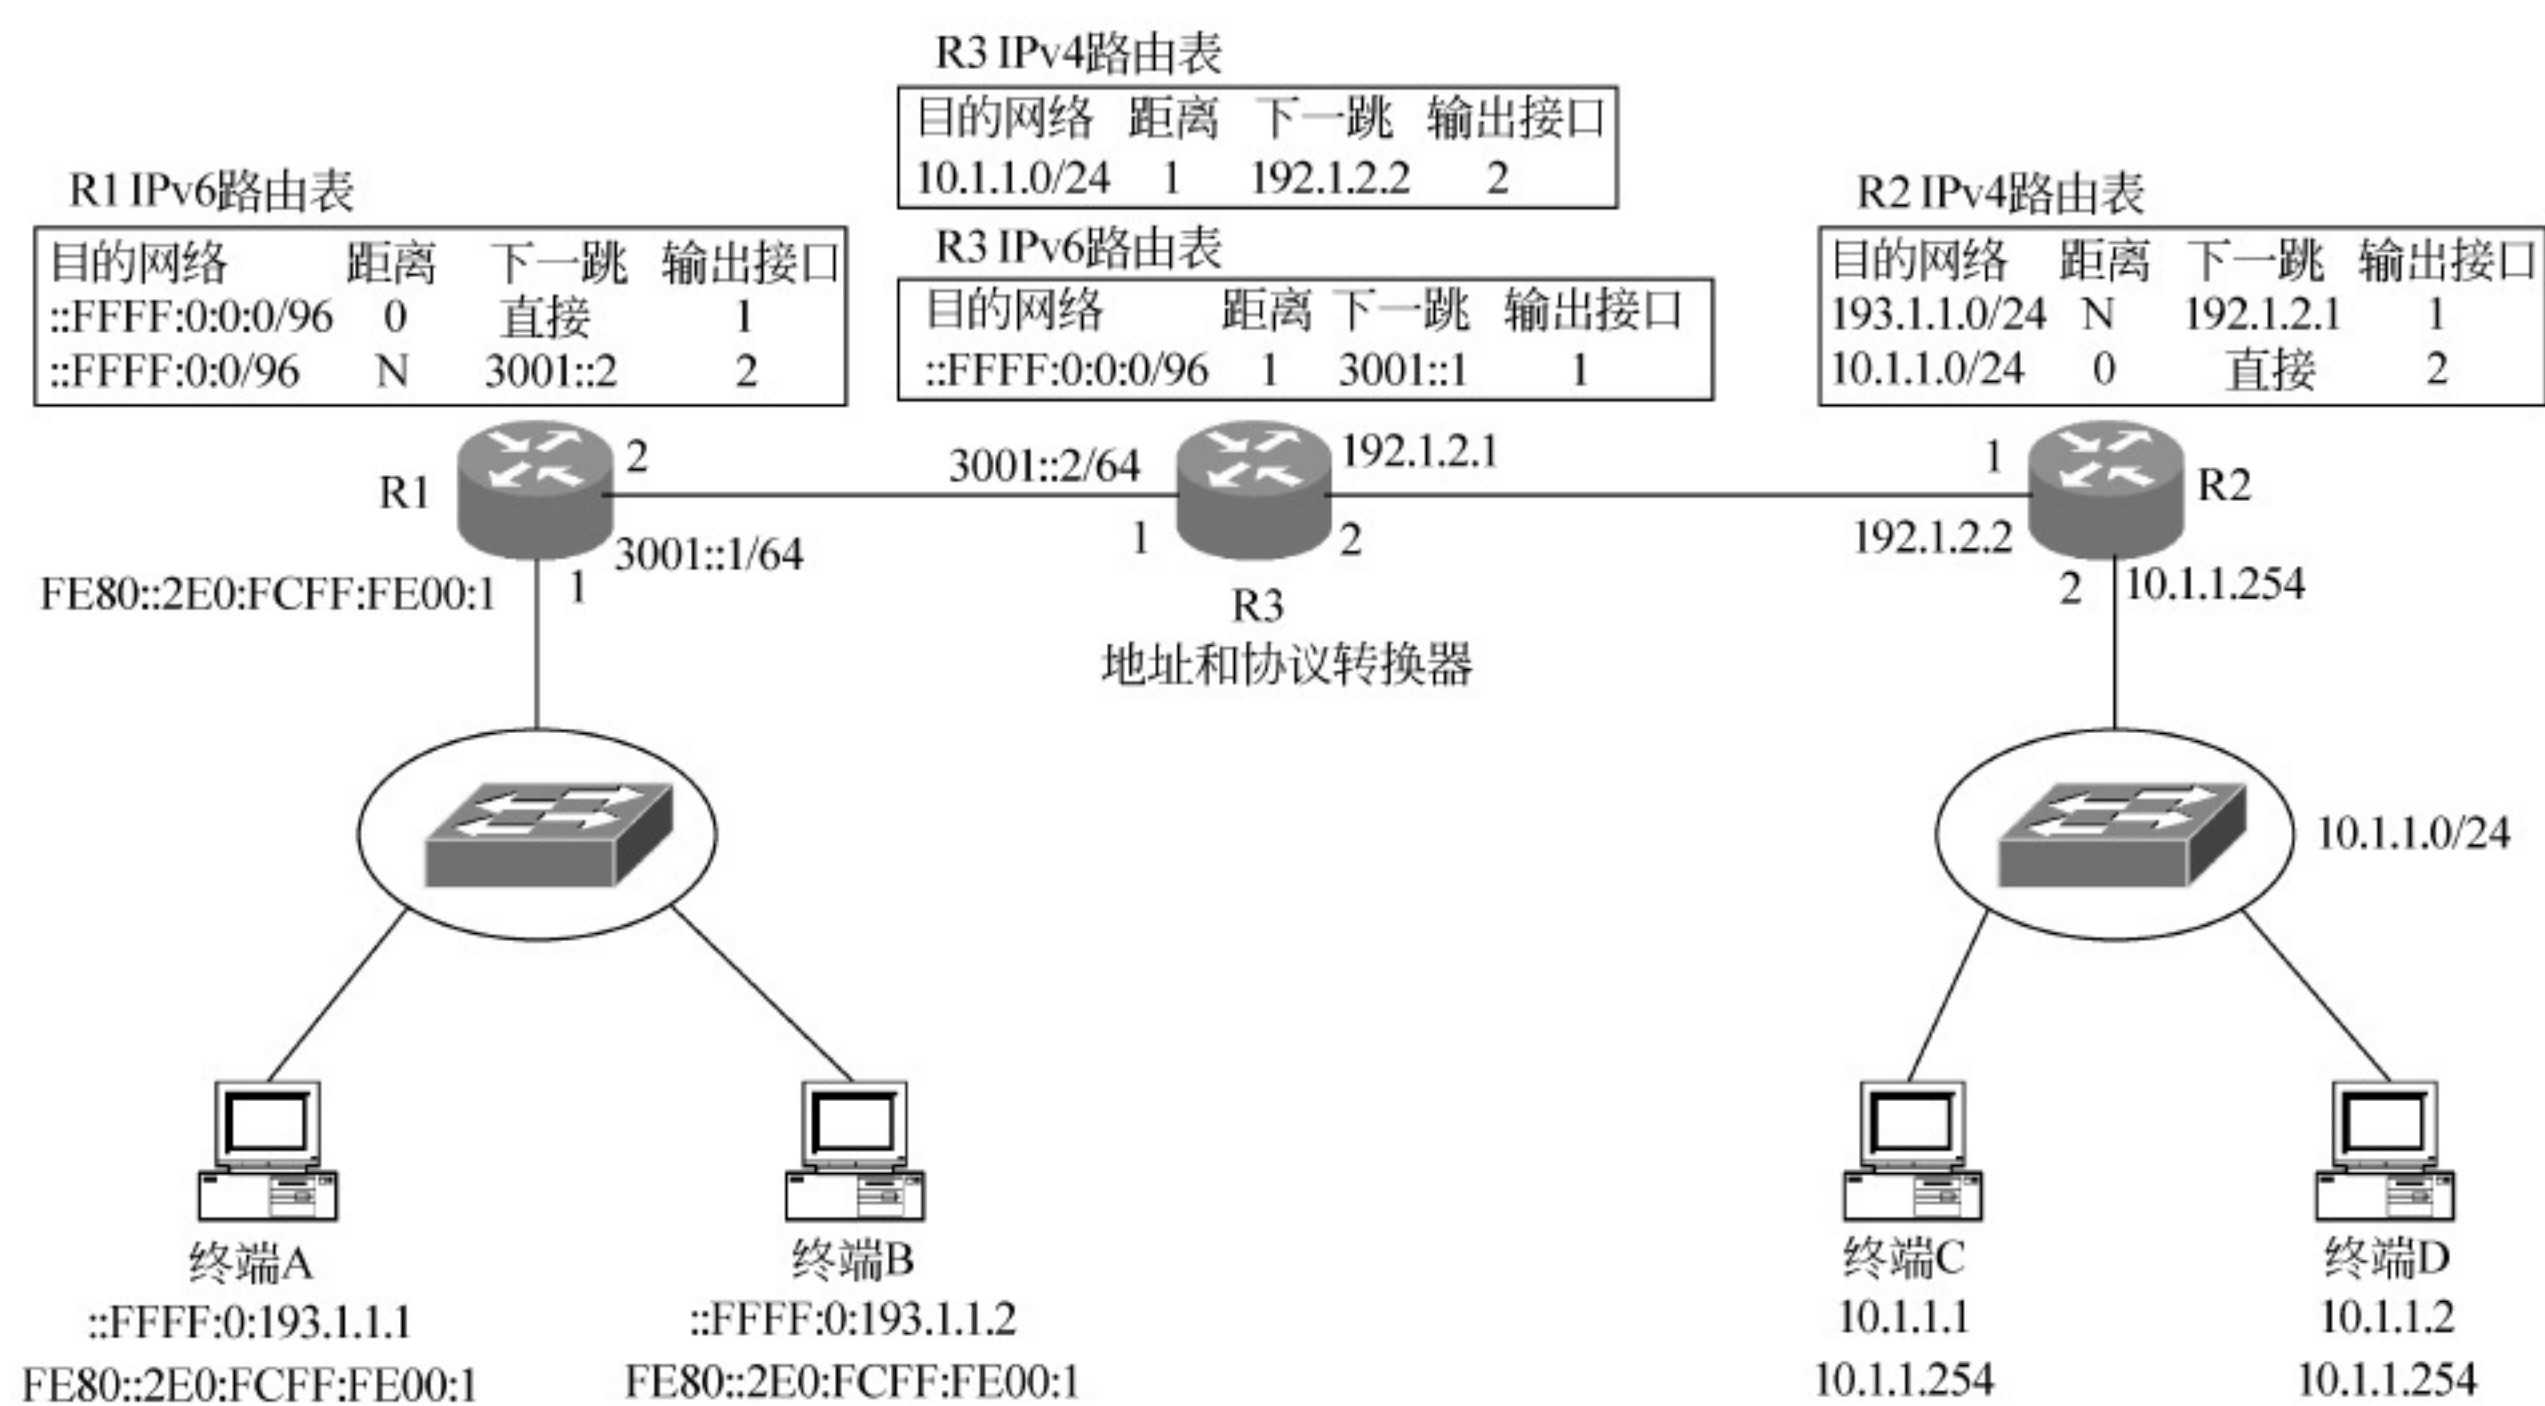 R3 IPv4路由表
目的网络 距离 下一跳 输出接口
10.1.1.0/24 1 192.1.2.2 2
R1 IPv6路由表
目的网络 距离 下一跳 输出接口
::FFFF:0:0:0/96 0 直接 1
::FFFF:0:0/96 N 3001::2 2
R3 IPv6路由表
目的网络 距离 下一跳 输出接口
::FFFF:0:0:0/96 1 3001::1 1
R2 IPv4路由表
目的网络 距离 下一跳 输出接口
193.1.1.0/24 N 192.1.2.1 1
10.1.1.0/24 0 直接 2
R1
2
3001::1/64
1
FE80::2E0:FCFF:FE00:1
3001::2/64
1
192.1.2.1
2
R3
地址和协议转换器
1
R2
192.1.2.2
2
10.1.1.254
10.1.1.0/24
终端A
::FFFF:0:193.1.1.1
FE80::2E0:FCFF:FE00:1
终端B
::FFFF:0:193.1.1.2
FE80::2E0:FCFF:FE00:1
终端C
10.1.1.1
10.1.1.254
终端D
10.1.1.2
10.1.1.254